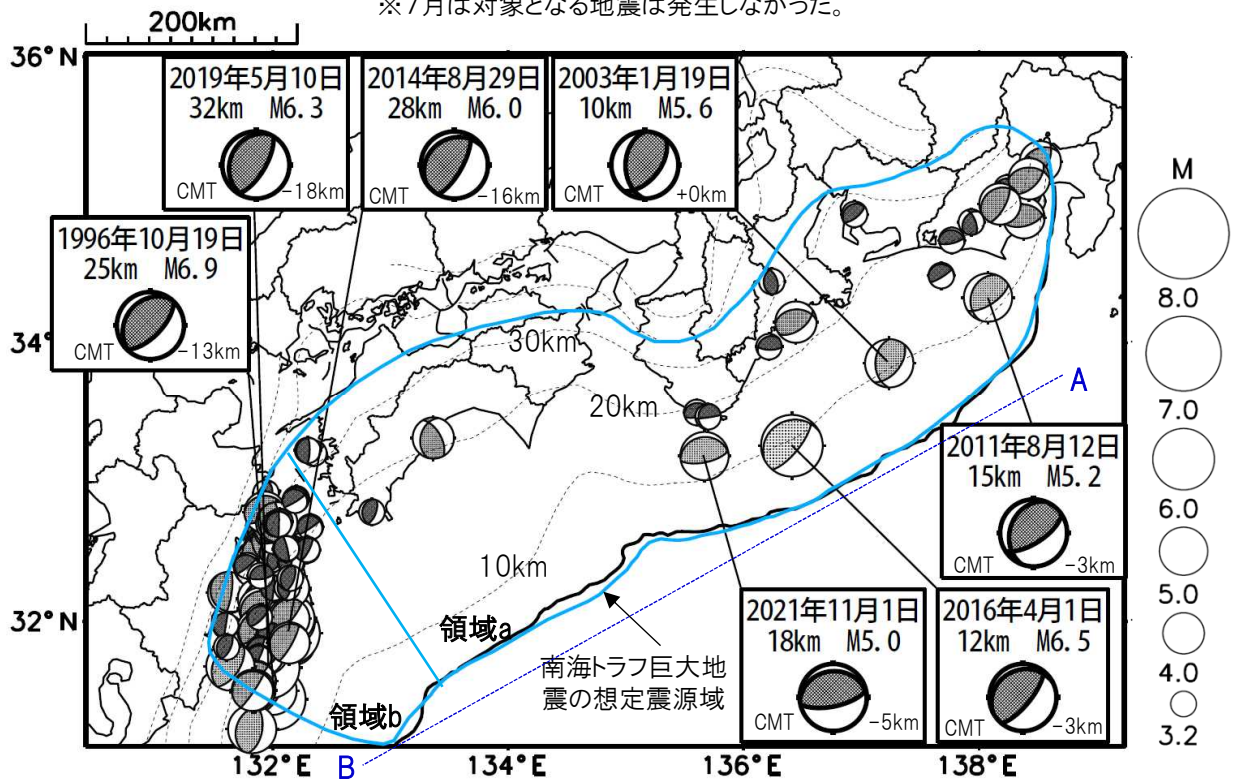 ※7月は対象となる地震は発生しなかった。
200km
36°N
34°
32°N
132°E
134°E
136°E
138°E
2019年5月10日
32km M6.3
CMT
-18km
2014年8月29日
28km M6.0
CMT
-16km
2003年1月19日
10km M5.6
CMT
+0km
1996年10月19日
25km M6.9
CMT
-13km
30km
20km
10km
A
2011年8月12日
15km M5.2
CMT
-3km
2021年11月1日
18km M5.0
CMT
-5km
2016年4月1日
12km M6.5
CMT
-3km
領域a
領域b
南海トラフ巨大地
震の想定震源域
B
M
8.0
7.0
6.0
5.0
4.0
3.2